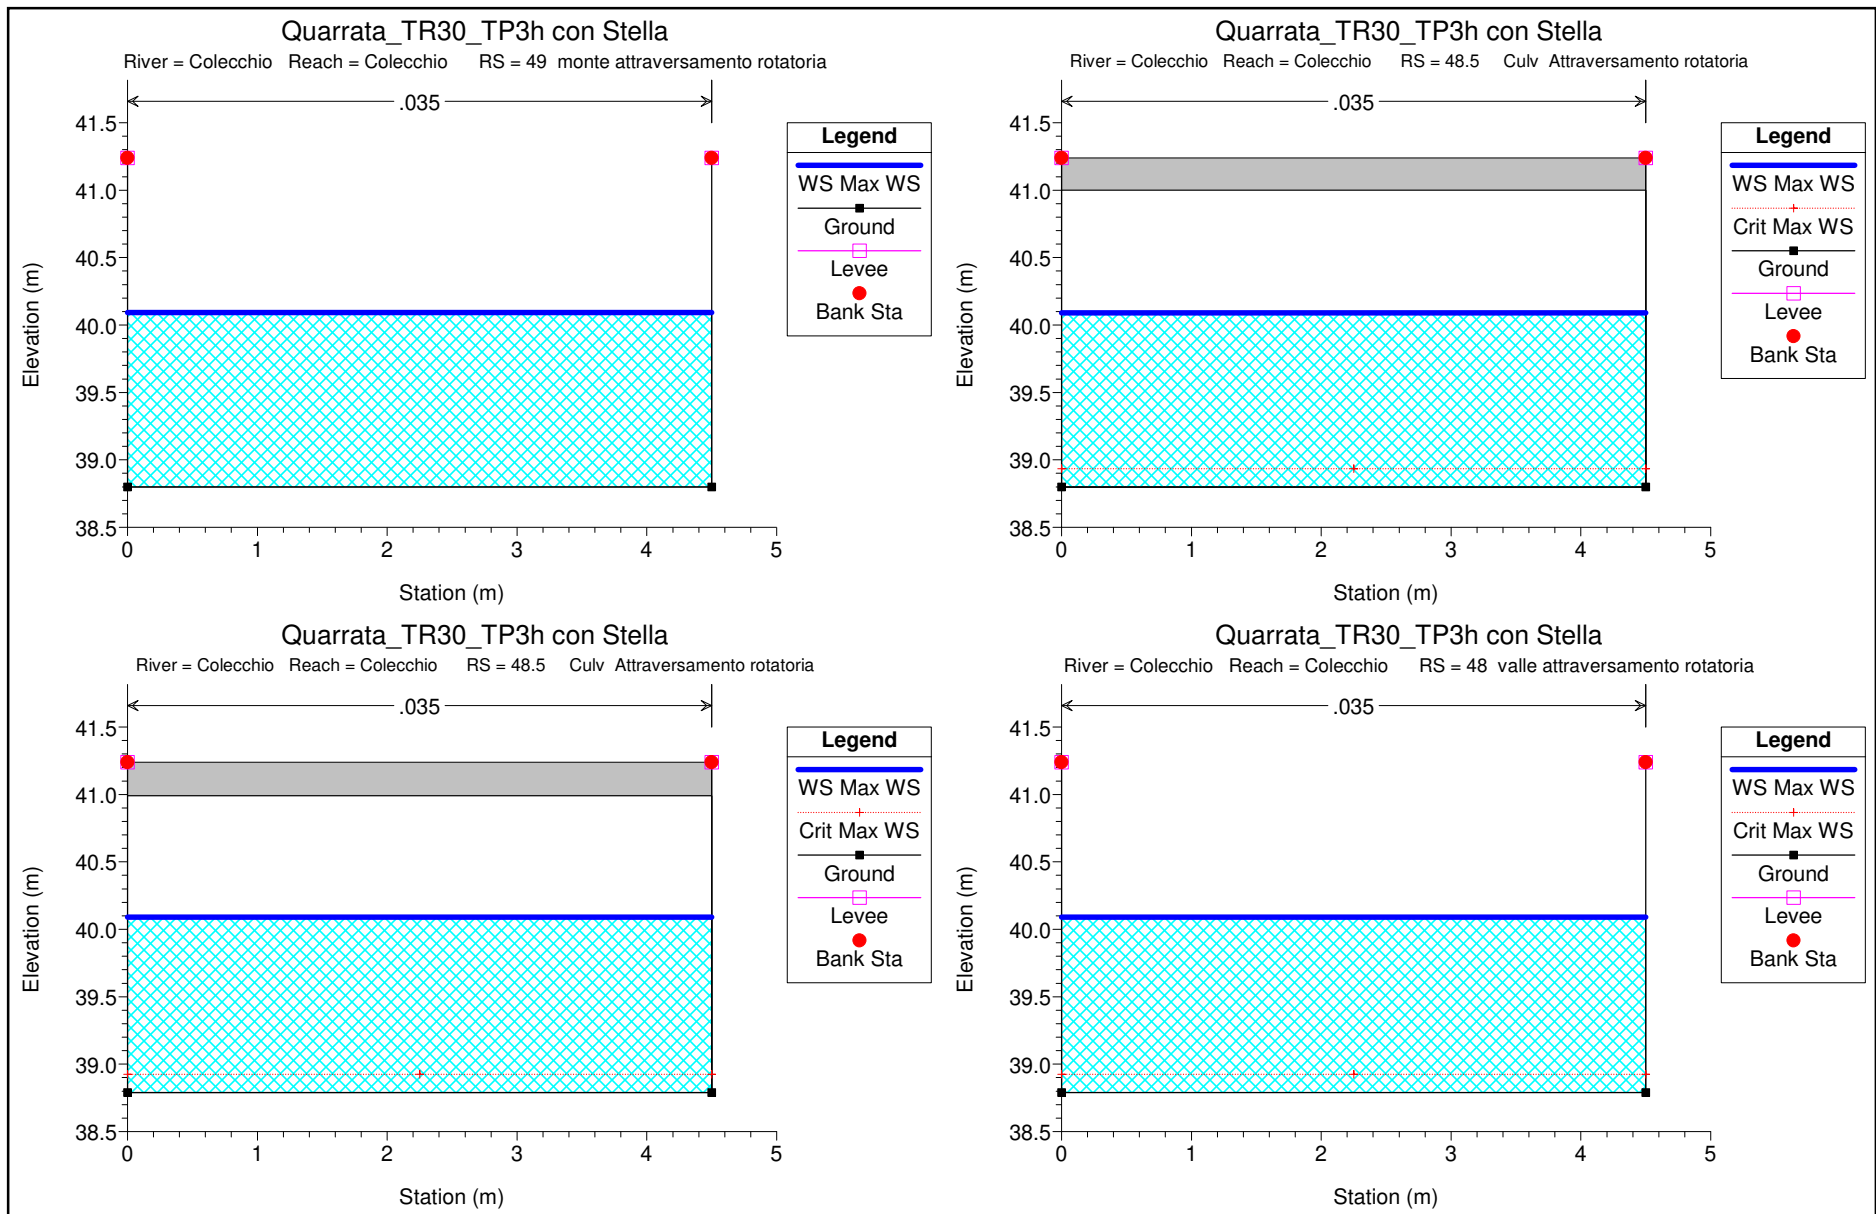 Quarrata_TR30_TP3h con Stella
River = Colecchio Reach = Colecchio RS = 49 monte attraversamento rotatoria
.035
41.5
41.0
40.5
40.0
39.5
39.0
38.5
0 1 2 3 4 5
Elevation (m)
Station (m)
Legend
WS Max WS
Ground
Levee
Bank Sta
Quarrata_TR30_TP3h con Stella
River = Colecchio Reach = Colecchio RS = 48.5 Culv Attraversamento rotatoria
.035
41.5
41.0
40.5
40.0
39.5
39.0
38.5
0 1 2 3 4 5
Elevation (m)
Station (m)
Legend
WS Max WS
Crit Max WS
Ground
Levee
Bank Sta
Quarrata_TR30_TP3h con Stella
River = Colecchio Reach = Colecchio RS = 48.5 Culv Attraversamento rotatoria
.035
41.5
41.0
40.5
40.0
39.5
39.0
38.5
0 1 2 3 4 5
Elevation (m)
Station (m)
Legend
WS Max WS
Crit Max WS
Ground
Levee
Bank Sta
Quarrata_TR30_TP3h con Stella
River = Colecchio Reach = Colecchio RS = 48 valle attraversamento rotatoria
.035
41.5
41.0
40.5
40.0
39.5
39.0
38.5
0 1 2 3 4 5
Elevation (m)
Station (m)
Legend
WS Max WS
Crit Max WS
Ground
Levee
Bank Sta